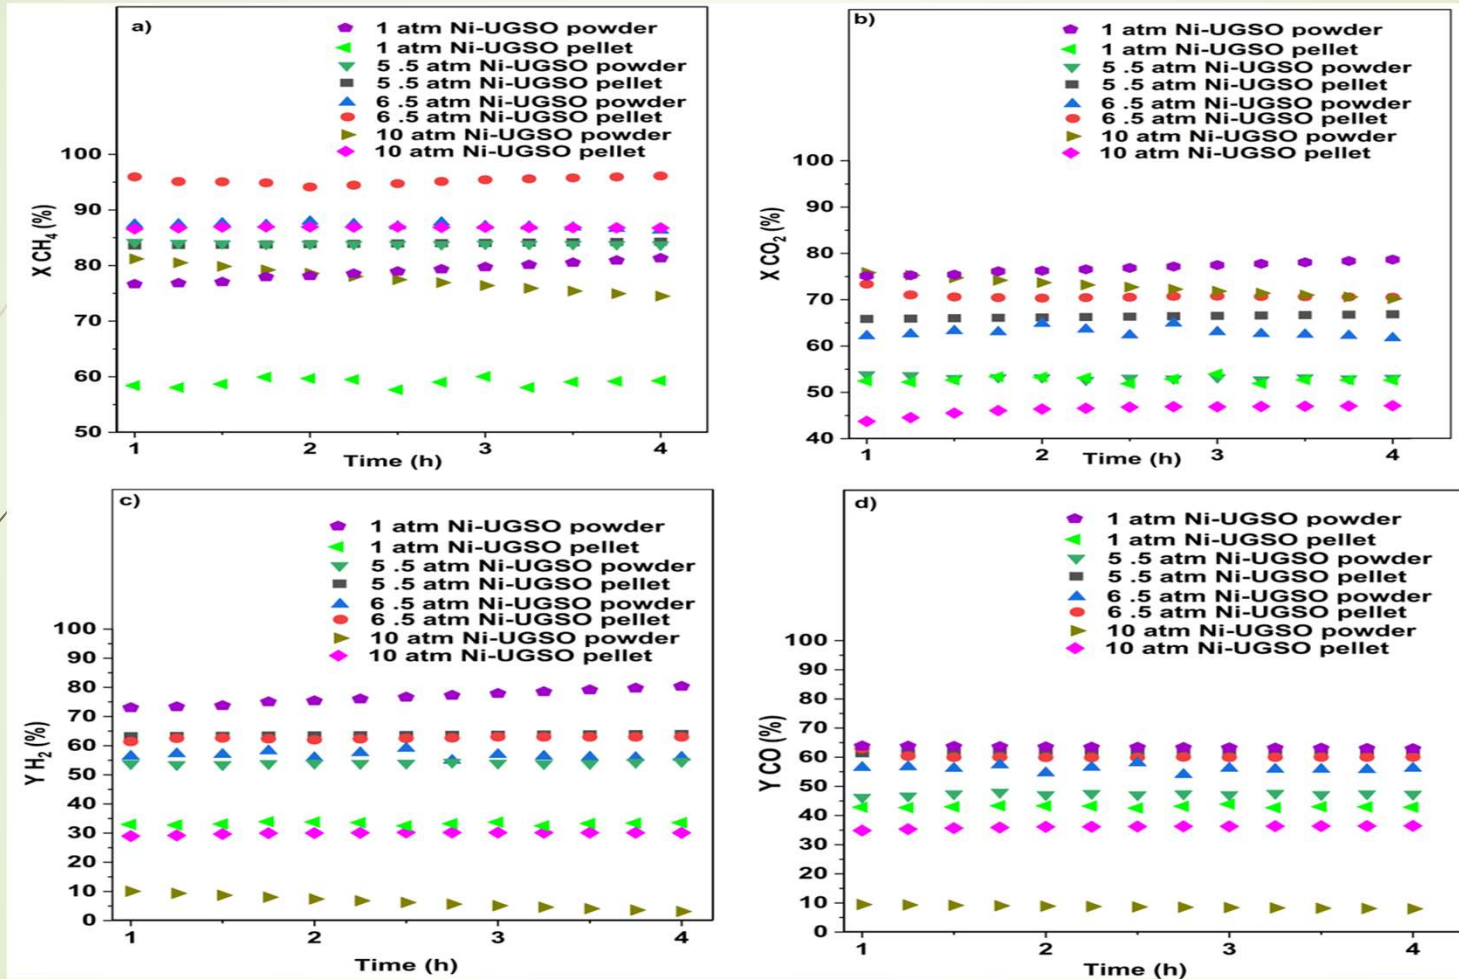 a)
1 atm Ni-UGSO powder
1 atm Ni-UGSO pellet
5 .5 atm Ni-UGSO powder
5 .5 atm Ni-UGSO pellet
6 .5 atm Ni-UGSO powder
6 .5 atm Ni-UGSO pellet
10 atm Ni-UGSO powder
10 atm Ni-UGSO pellet
100
90
80
70
60
50
X CH₄ (%)
1 2 3 4
Time (h)
b)
1 atm Ni-UGSO powder
1 atm Ni-UGSO pellet
5 .5 atm Ni-UGSO powder
5 .5 atm Ni-UGSO pellet
6 .5 atm Ni-UGSO powder
6 .5 atm Ni-UGSO pellet
10 atm Ni-UGSO powder
10 atm Ni-UGSO pellet
100
90
80
70
60
50
40
X CO₂ (%)
1 2 3 4
Time (h)
c)
1 atm Ni-UGSO powder
1 atm Ni-UGSO pellet
5 .5 atm Ni-UGSO powder
5 .5 atm Ni-UGSO pellet
6 .5 atm Ni-UGSO powder
6 .5 atm Ni-UGSO pellet
10 atm Ni-UGSO powder
10 atm Ni-UGSO pellet
100
90
80
70
60
50
40
30
20
10
0
Y H₂ (%)
1 2 3 4
Time (h)
d)
1 atm Ni-UGSO powder
1 atm Ni-UGSO pellet
5 .5 atm Ni-UGSO powder
5 .5 atm Ni-UGSO pellet
6 .5 atm Ni-UGSO powder
6 .5 atm Ni-UGSO pellet
10 atm Ni-UGSO powder
10 atm Ni-UGSO pellet
100
90
80
70
60
50
40
30
20
10
0
Y CO (%)
1 2 3 4
Time (h)